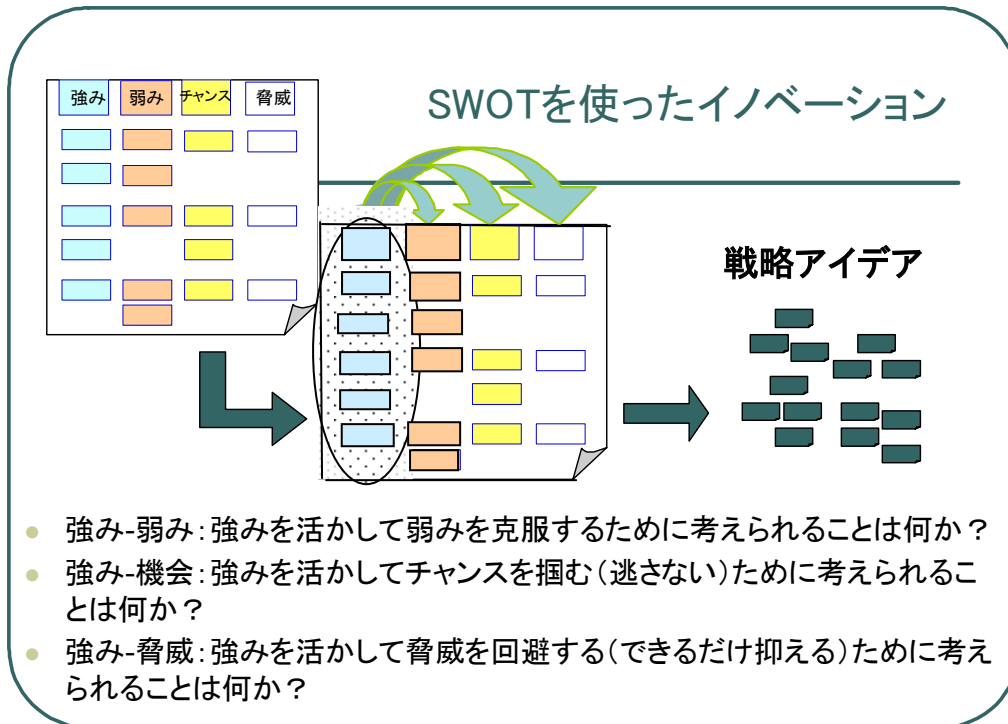 強み 弱み チャンス 脅威
SWOTを使ったイノベーション
戦略アイデア
強み-弱み：強みを活かして弱みを克服するために考えられることは何か？
強み-機会：強みを活かしてチャンスを掴む（逃さない）ために考えられるこ
とは何か？
強み-脅威：強みを活かして脅威を回避する（できるだけ抑える）ために考え
られることは何か？